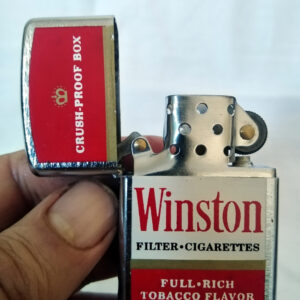 CRUSH-PROOF BOX
Winston
FILTER•CIGARETTES
FULL•RICH
TOBACCO FLAVOR